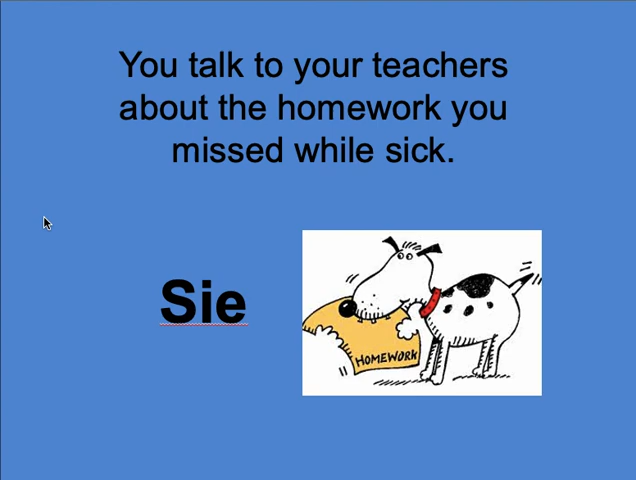 You talk to your teachers
about the homework you
missed while sick.
Sie
HOMEWORK